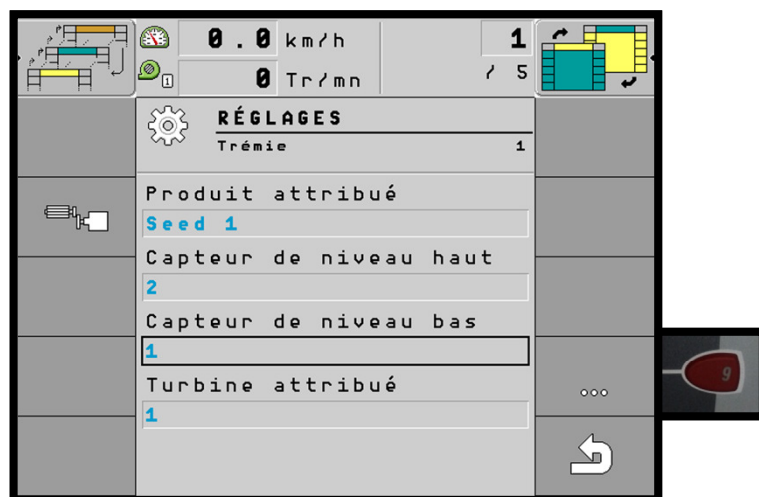 0.0 km/h
1
1
0 Tr/mn
/ 5
RÉGLAGES
Trémie 1
Produit attribué
Seed 1
Capteur de niveau haut
2
Capteur de niveau bas
1
Turbine attribué
1
...
9